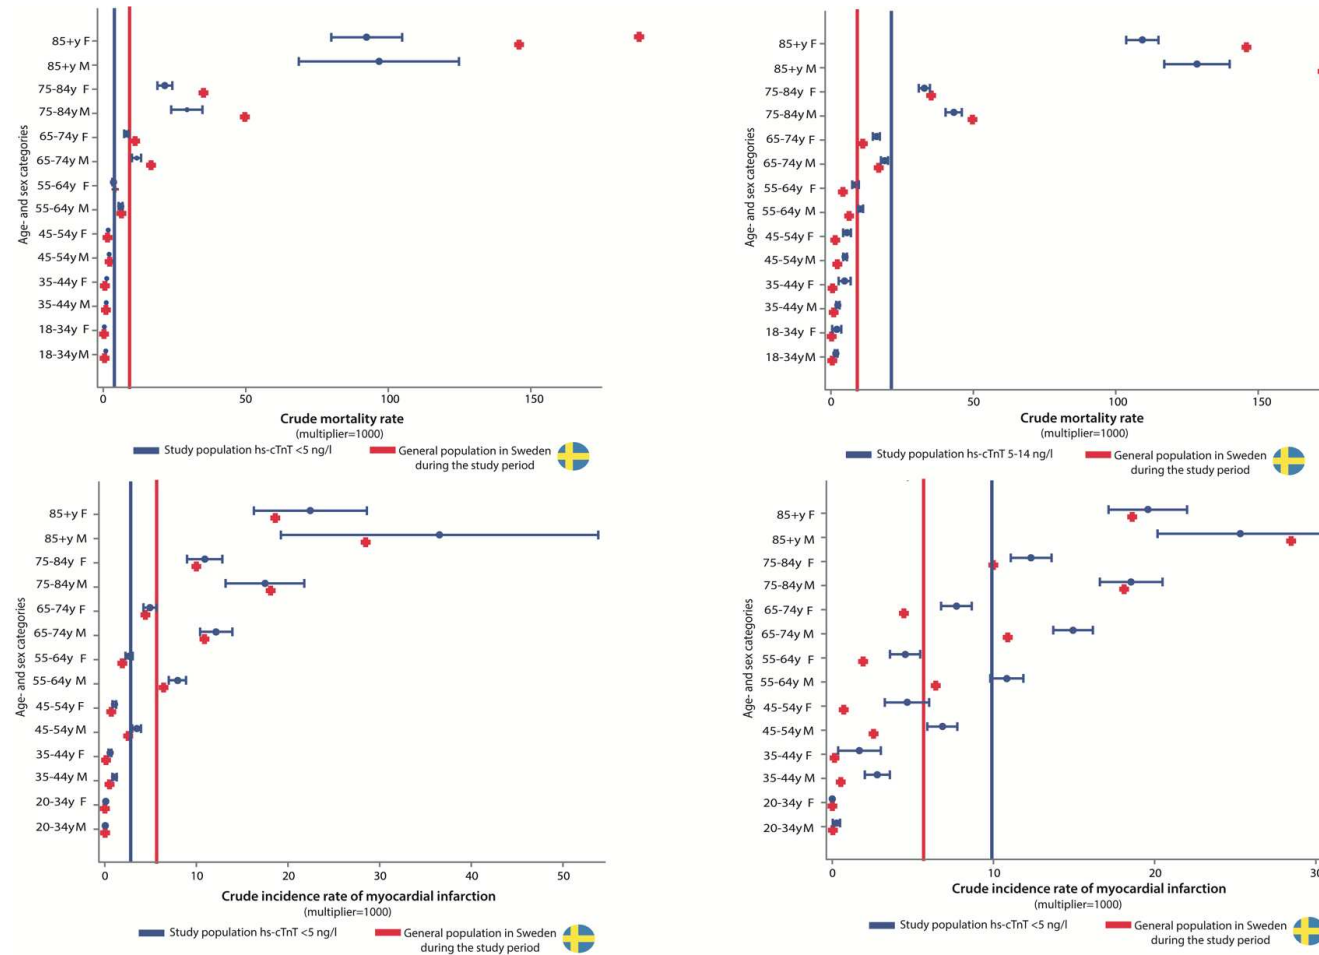 Age- and sex categories
85+y F
85+y M
75-84y F
75-84y M
65-74y F
65-74y M
55-64y F
55-64y M
45-54y F
45-54y M
35-44y F
35-44y M
18-34y F
18-34y M
0
50
100
150
Crude mortality rate
(multiplier=1000)
Study population hs-cTnT <5 ng/l
General population in Sweden
during the study period
Age- and sex categories
85+y F
85+y M
75-84y F
75-84y M
65-74y F
65-74y M
55-64y F
55-64y M
45-54y F
45-54y M
35-44y F
35-44y M
18-34y F
18-34y M
0
50
100
150
Crude mortality rate
(multiplier=1000)
Study population hs-cTnT 5-14 ng/l
General population in Sweden
during the study period
Age- and sex categories
85+y F
85+y M
75-84y F
75-84y M
65-74y F
65-74y M
55-64y F
55-64y M
45-54y F
45-54y M
35-44y F
35-44y M
20-34y F
20-34y M
0
10
20
30
40
50
Crude incidence rate of myocardial infarction
(multiplier=1000)
Study population hs-cTnT <5 ng/l
General population in Sweden
during the study period
Age- and sex categories
85+y F
85+y M
75-84y F
75-84y M
65-74y F
65-74y M
55-64y F
55-64y M
45-54y F
45-54y M
35-44y F
35-44y M
20-34y F
20-34y M
0
10
20
30
Crude incidence rate of myocardial infarction
(multiplier=1000)
Study population hs-cTnT <5 ng/l
General population in Sweden
during the study period